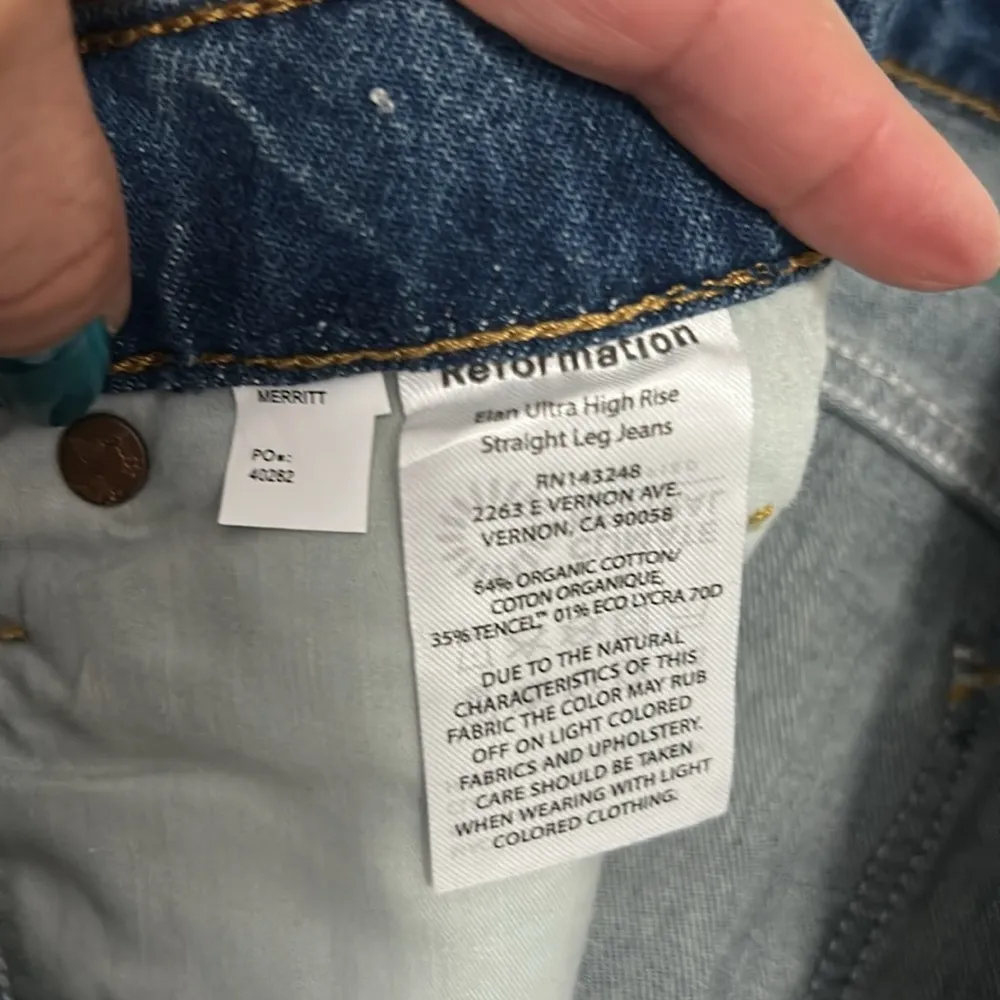 MERRITT
PO#:
40282
Reformation
Elan Ultra High Rise
Straight Leg Jeans
RN143248
2263 E VERNON AVE.
VERNON, CA 90058
64% ORGANIC COTTON/
COTON ORGANIQUE,
35% TENCEL™ 01% ECO LYCRA 70D
DUE TO THE NATURAL
CHARACTERISTICS OF THIS
FABRIC THE COLOR MAY RUB
OFF ON LIGHT COLORED
FABRICS AND UPHOLSTERY.
CARE SHOULD BE TAKEN
WHEN WEARING WITH LIGHT
COLORED CLOTHING.